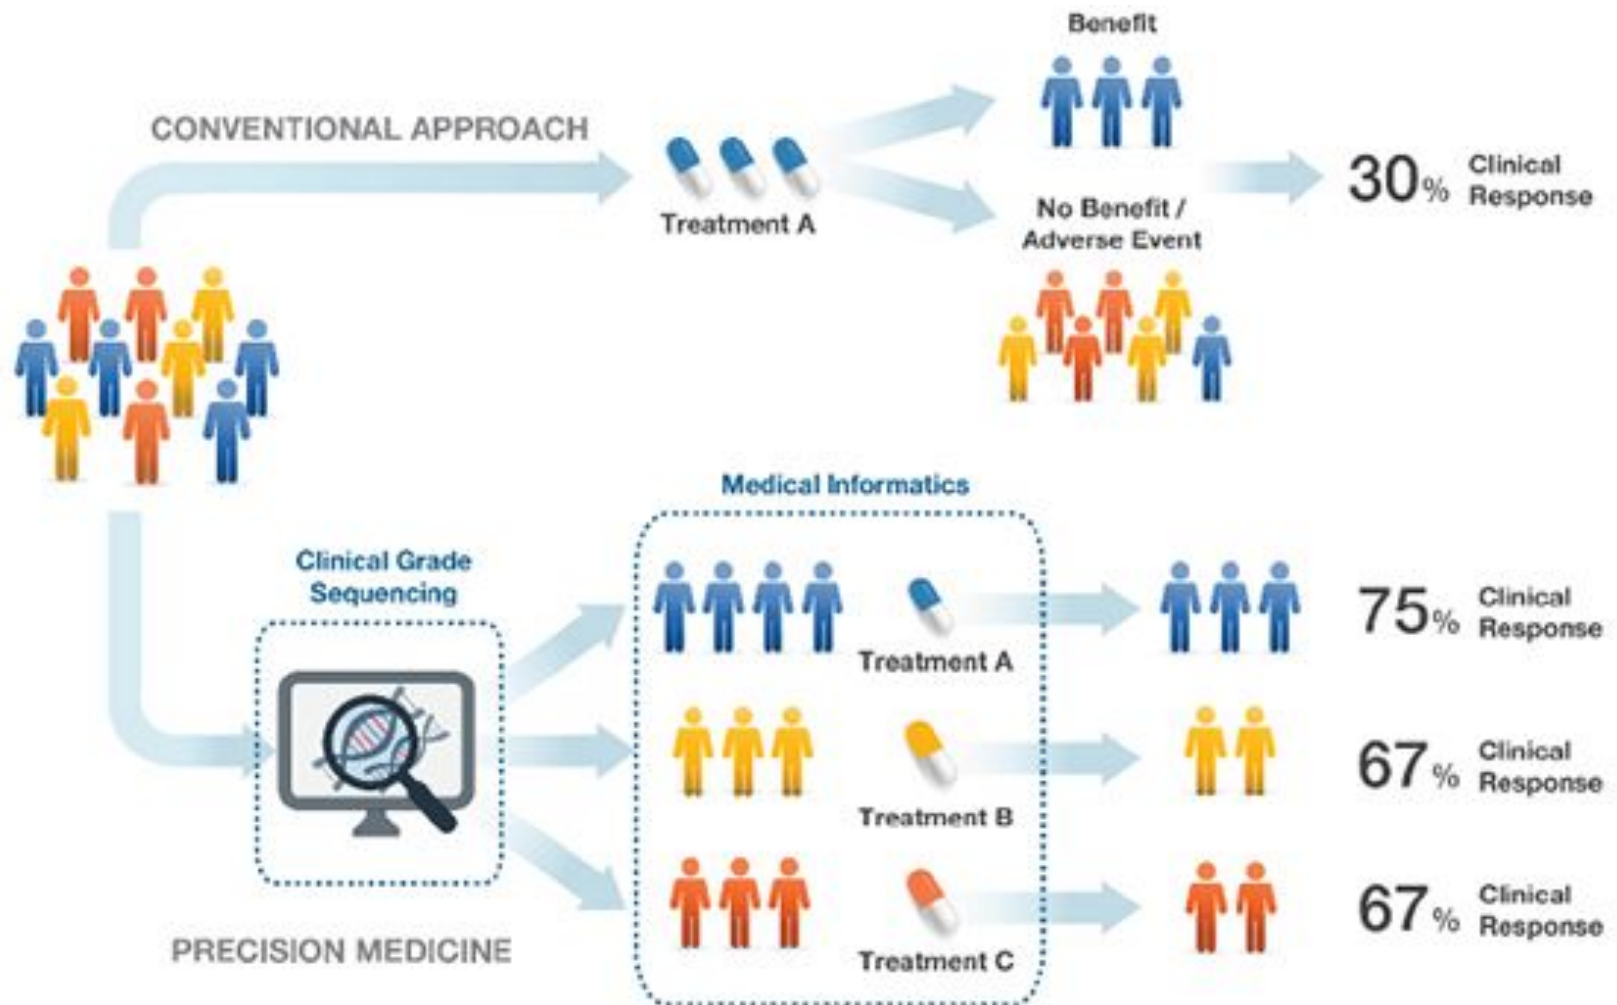 Benefit
CONVENTIONAL APPROACH
Treatment A
30% Clinical
Response
No Benefit /
Adverse Event
Medical Informatics
Clinical Grade
Sequencing
Treatment A
75% Clinical
Response
Treatment B
67% Clinical
Response
Treatment C
67% Clinical
Response
PRECISION MEDICINE